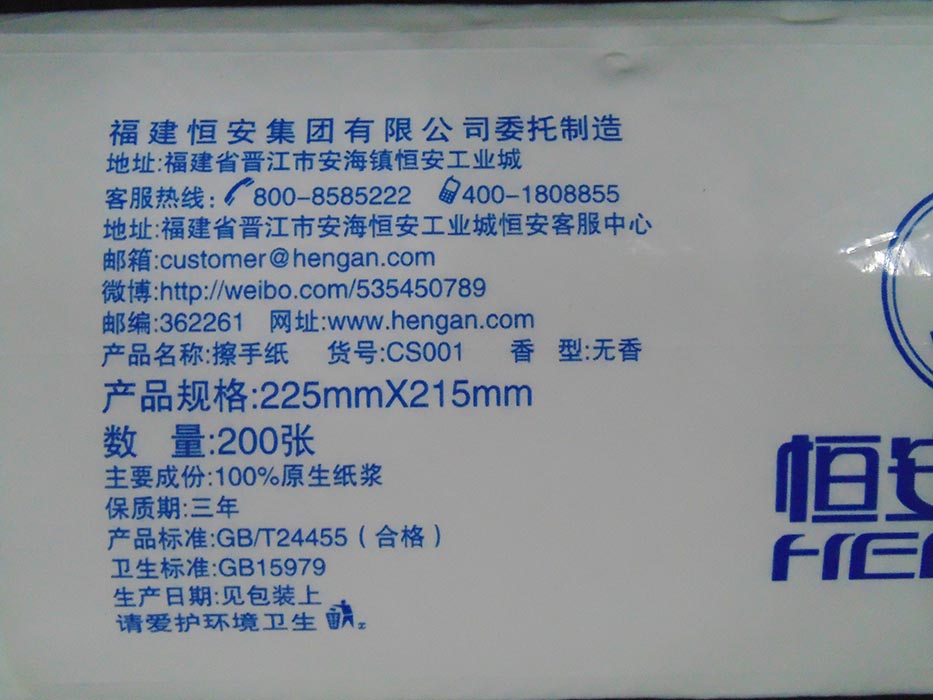 福建恒安集团有限公司委托制造
地址:福建省晋江市安海镇恒安工业城
客服热线: 800-8585222 400-1808855
地址:福建省晋江市安海恒安工业城恒安客服中心
邮箱:customer@hengan.com
微博:http://weibo.com/535450789
邮编:362261 网址:www.hengan.com
产品名称:擦手纸 货号:CS001 香 型:无香
产品规格:225mmX215mm
数 量:200张
主要成份:100%原生纸浆
保质期:三年
产品标准:GB/T24455(合格)
卫生标准:GB15979
生产日期:见包装上
请爱护环境卫生
恒安
HE